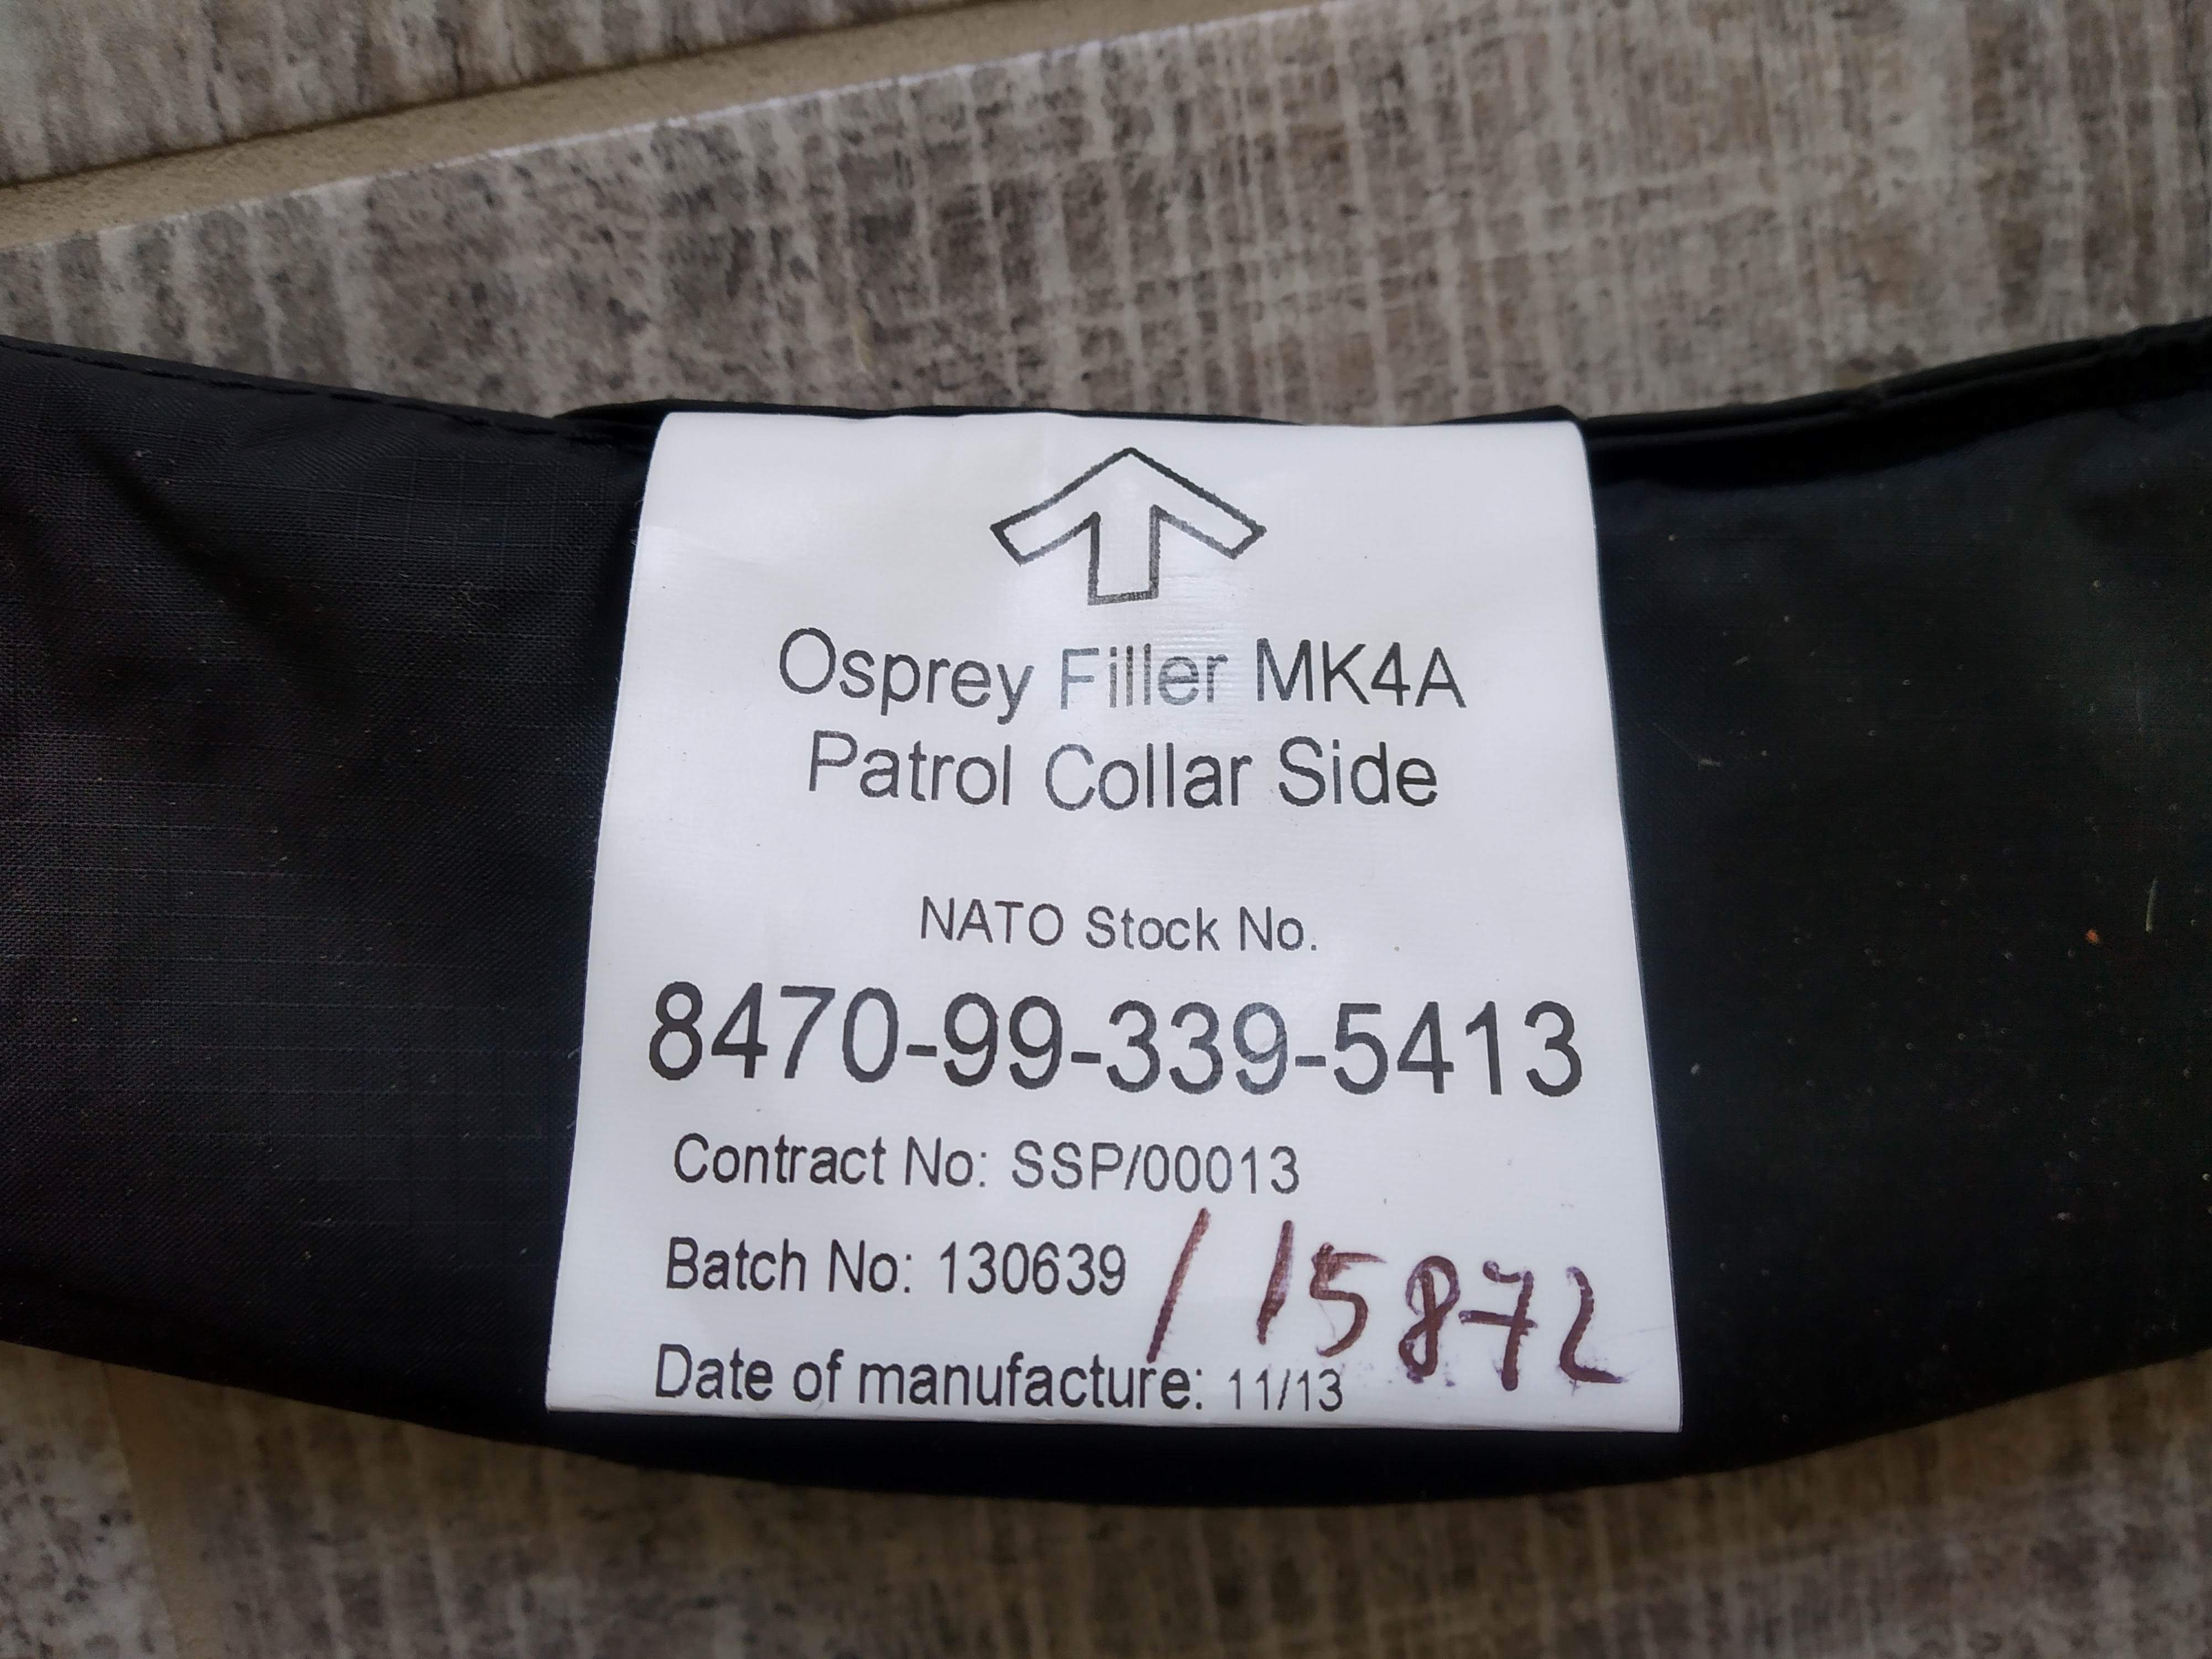 Osprey Filler MK4A
Patrol Collar Side
NATO Stock No.
8470-99-339-5413
Contract No: SSP/00013
Batch No: 130639 / 15872
Date of manufacture: 11/13